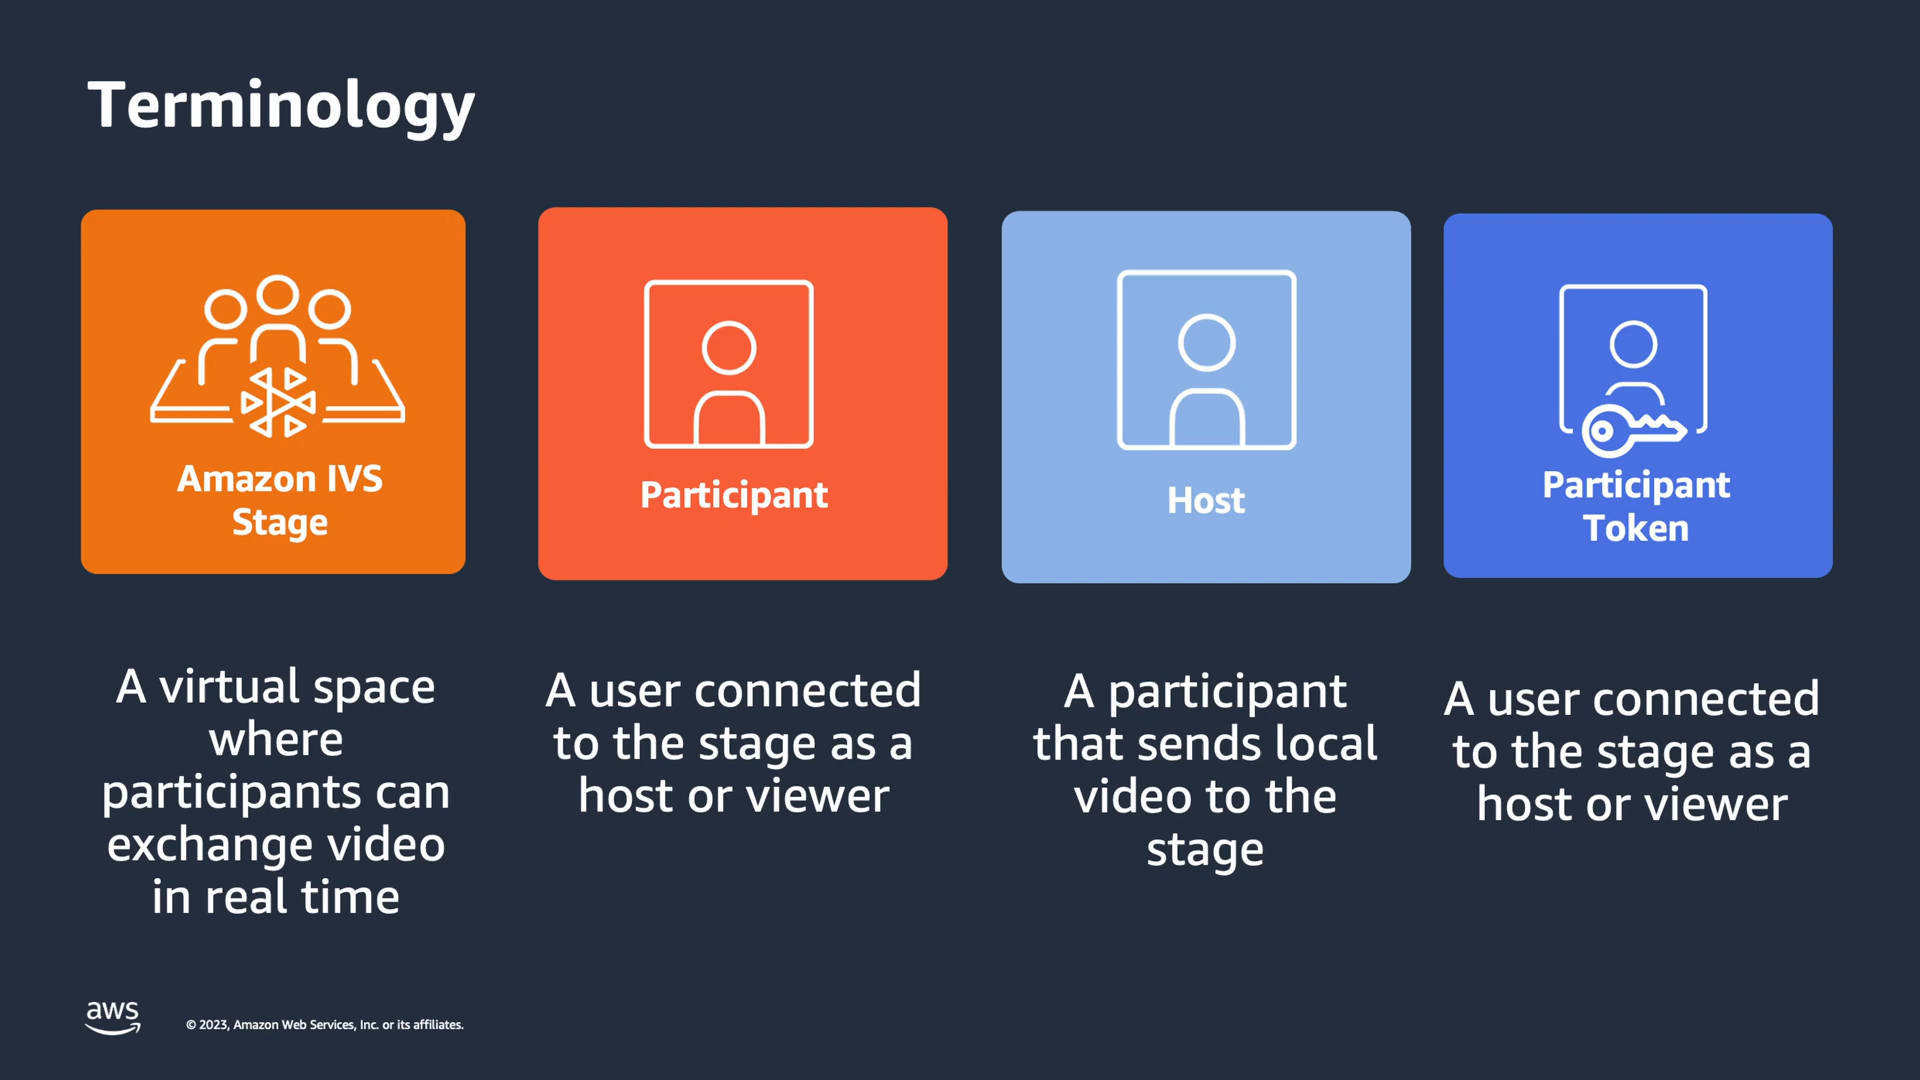 Terminology
Amazon IVS
Stage
Participant
Host
Participant
Token
A virtual space
where
participants can
exchange video
in real time
A user connected
to the stage as a
host or viewer
A participant
that sends local
video to the
stage
A user connected
to the stage as a
host or viewer
aws
© 2023, Amazon Web Services, Inc. or its affiliates.